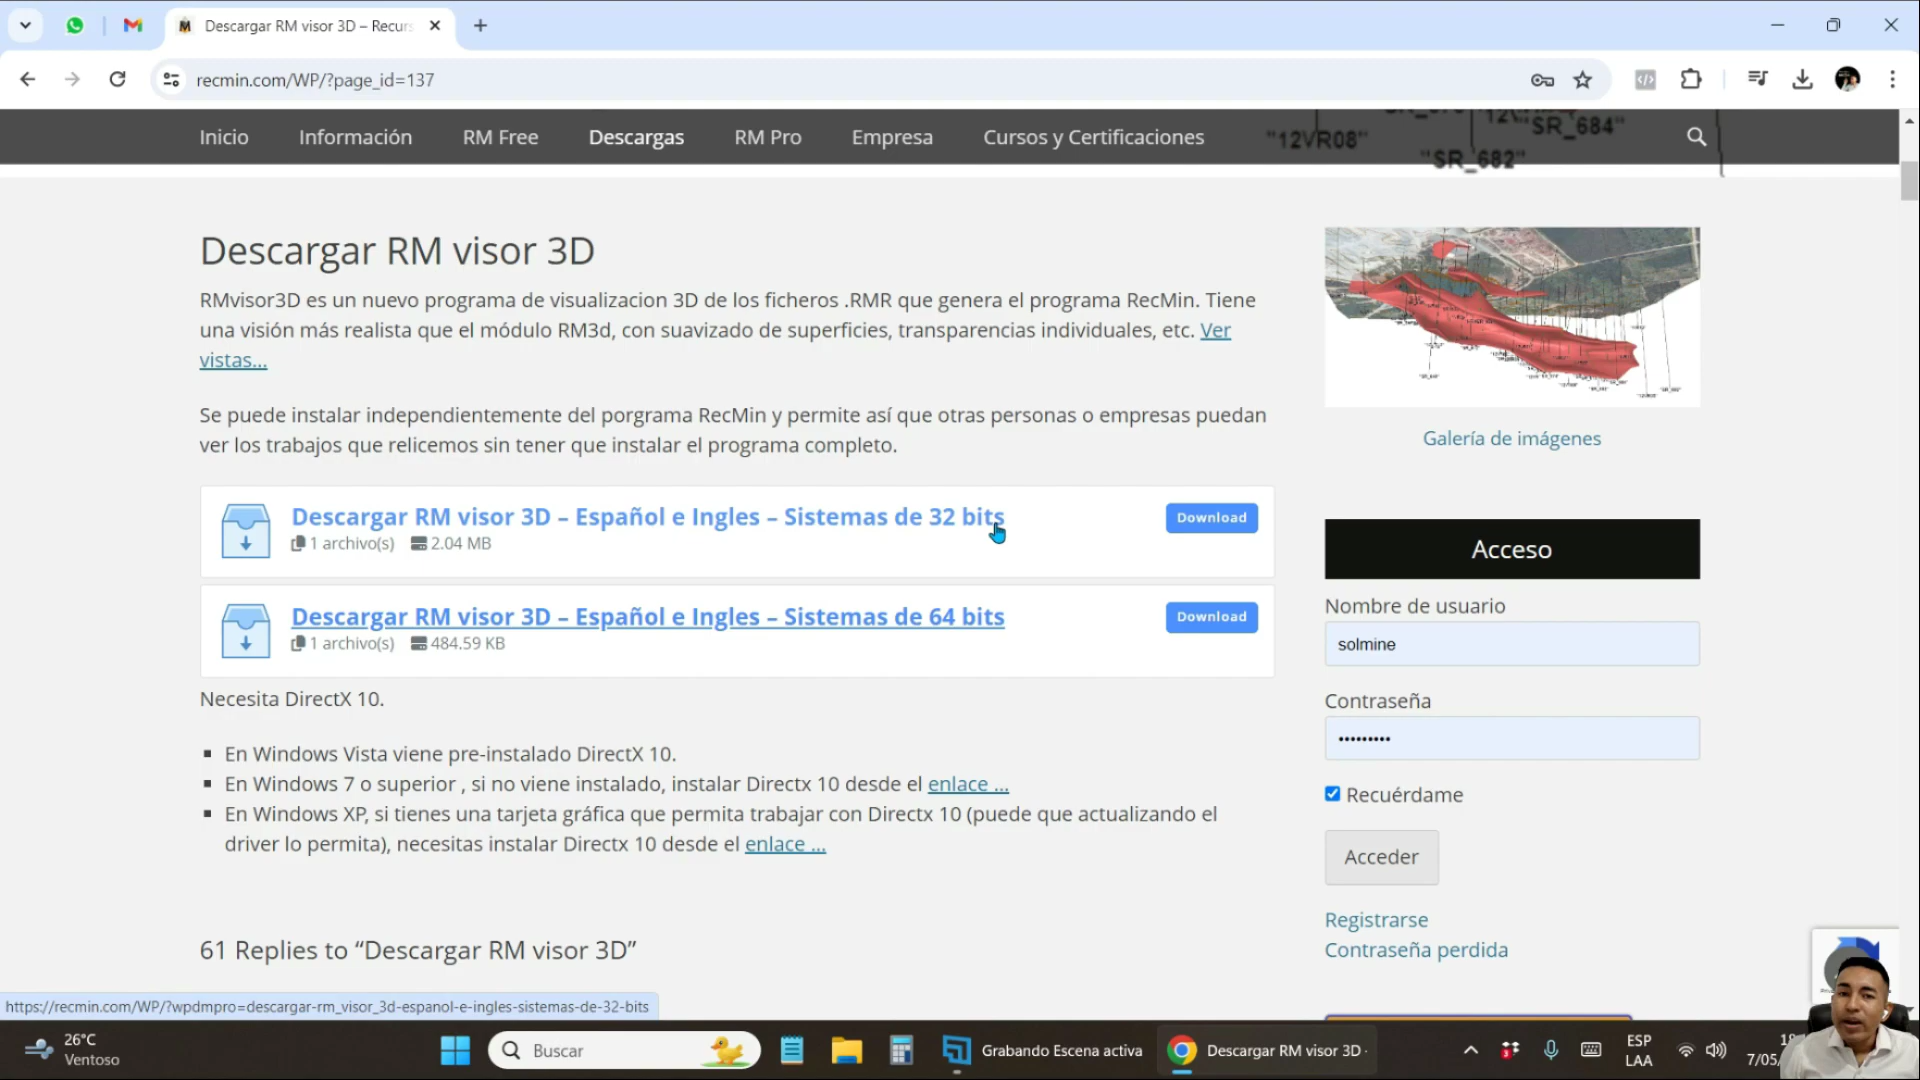 Descargar RM visor 3D – Recurs
recmin.com/WP/?page_id=137
Inicio
Información
RM Free
Descargas
RM Pro
Empresa
Cursos y Certificaciones
"12VR08"
"SR_684"
"SR_682"
Descargar RM visor 3D
RMvisor3D es un nuevo programa de visualizacion 3D de los ficheros .RMR que genera el programa RecMin. Tiene
una visión más realista que el módulo RM3d, con suavizado de superficies, transparencias individuales, etc. Ver
vistas...
Se puede instalar independientemente del porgrama RecMin y permite así que otras personas o empresas puedan
ver los trabajos que relicemos sin tener que instalar el programa completo.
Descargar RM visor 3D – Español e Ingles – Sistemas de 32 bits
1 archivo(s) 2.04 MB
Download
Descargar RM visor 3D – Español e Ingles – Sistemas de 64 bits
1 archivo(s) 484.59 KB
Download
Necesita DirectX 10.
En Windows Vista viene pre-instalado DirectX 10.
En Windows 7 o superior , si no viene instalado, instalar Directx 10 desde el enlace ...
En Windows XP, si tienes una tarjeta gráfica que permita trabajar con Directx 10 (puede que actualizando el
driver lo permita), necesitas instalar Directx 10 desde el enlace ...
61 Replies to “Descargar RM visor 3D”
Galería de imágenes
Acceso
Nombre de usuario
solmine
Contraseña
•••••••••
Recuérdame
Acceder
Registrarse
Contraseña perdida
https://recmin.com/WP/?wpdmpro=descargar-rm_visor_3d-espanol-e-ingles-sistemas-de-32-bits
26°C
Ventoso
Buscar
Grabando Escena activa
Descargar RM visor 3D -
ESP
LAA
7/05/